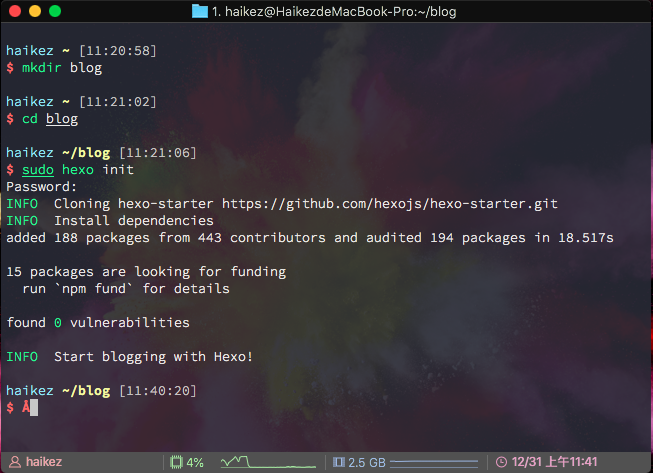 1. haikez@HaikezdeMacBook-Pro:~/blog
haikez ~ [11:20:58]
$ mkdir blog
haikez ~ [11:21:02]
$ cd blog
haikez ~/blog [11:21:06]
$ sudo hexo init
Password:
INFO  Cloning hexo-starter https://github.com/hexojs/hexo-starter.git
INFO  Install dependencies
added 188 packages from 443 contributors and audited 194 packages in 18.517s
15 packages are looking for funding
  run `npm fund` for details
found 0 vulnerabilities
INFO  Start blogging with Hexo!
haikez ~/blog [11:40:20]
$ Å
haikez 4% 2.5 GB 12/31 上午11:41